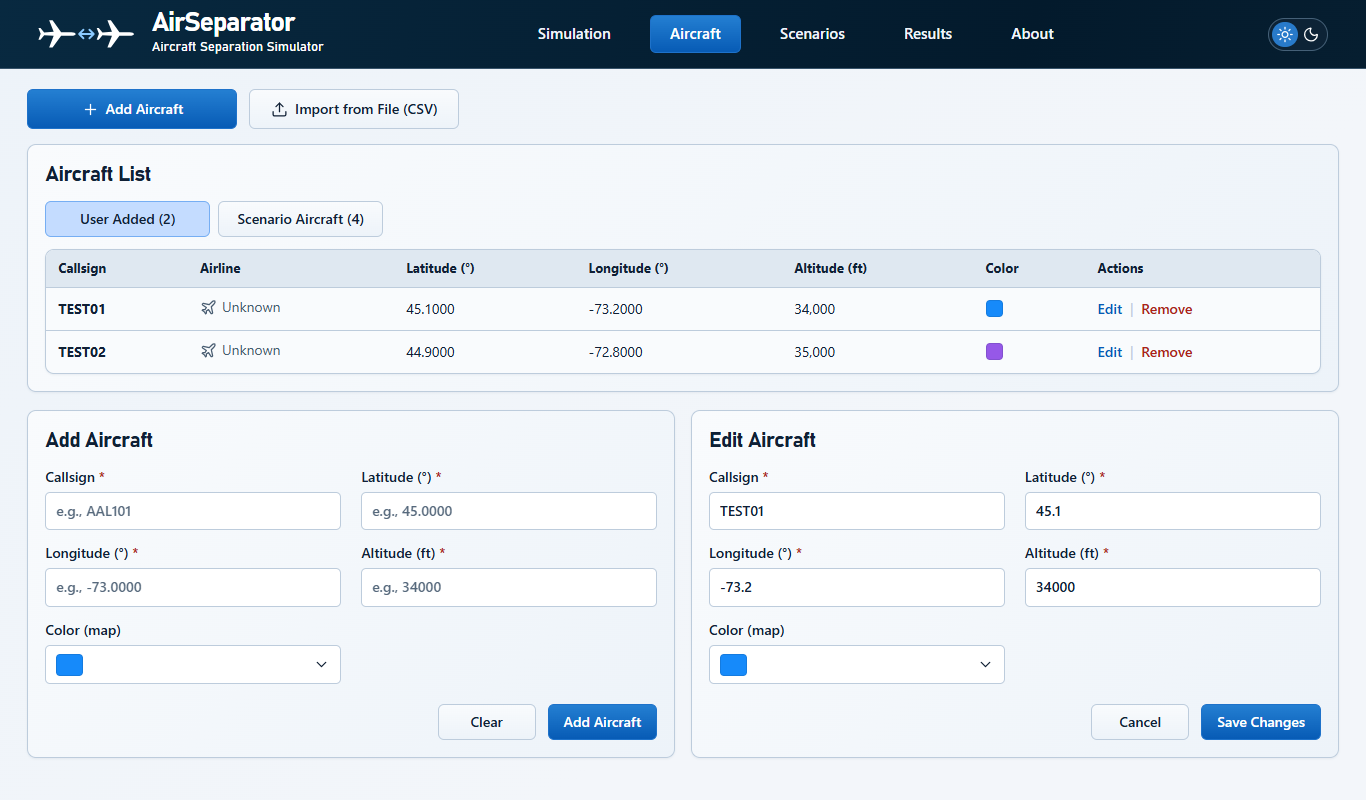 AirSeparator
Aircraft Separation Simulator
Simulation Aircraft Scenarios Results About
+ Add Aircraft Import from File (CSV)
Aircraft List
User Added (2) Scenario Aircraft (4)
Callsign Airline Latitude (°) Longitude (°) Altitude (ft) Color Actions
TEST01 Unknown 45.1000 -73.2000 34,000 Edit | Remove
TEST02 Unknown 44.9000 -72.8000 35,000 Edit | Remove
Add Aircraft
Callsign * Latitude (°) *
e.g., AAL101 e.g., 45.0000
Longitude (°) * Altitude (ft) *
e.g., -73.0000 e.g., 34000
Color (map)
Clear Add Aircraft
Edit Aircraft
Callsign * Latitude (°) *
TEST01 45.1
Longitude (°) * Altitude (ft) *
-73.2 34000
Color (map)
Cancel Save Changes